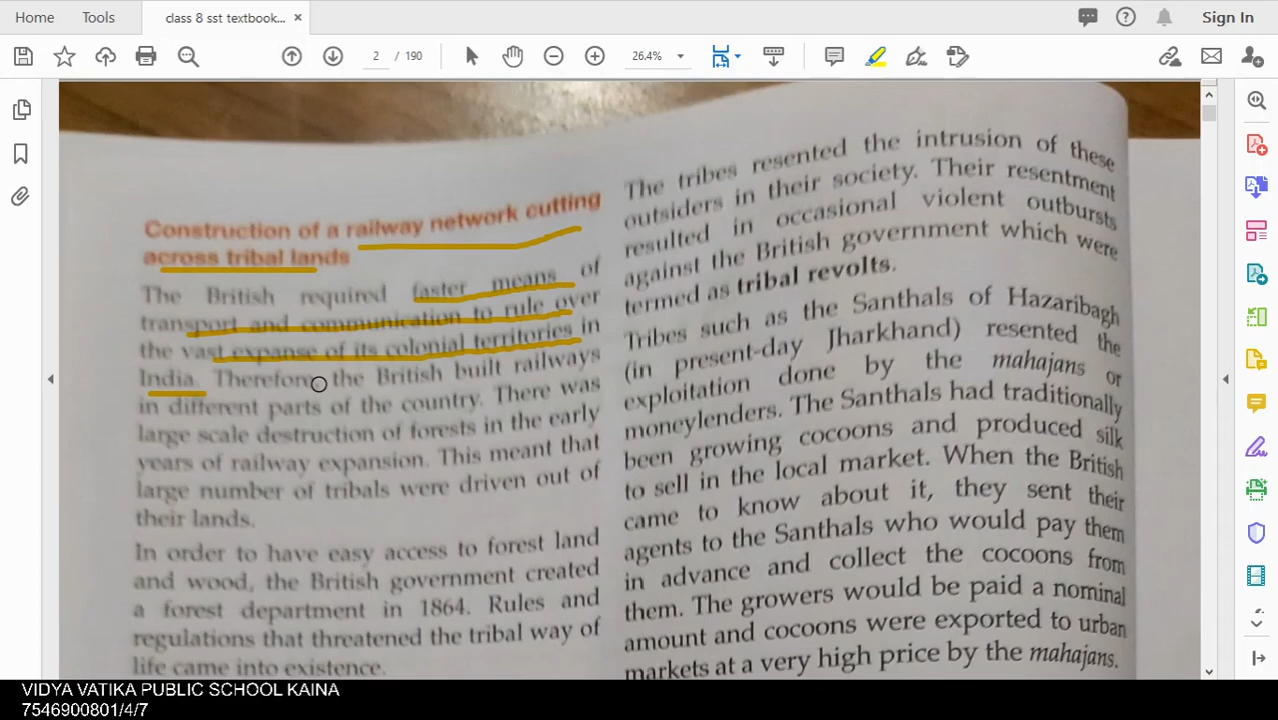 Home
Tools
class 8 sst textbook...
Sign In
2 / 190
26.4%
Construction of a railway network cutting
across tribal lands
The British required faster means of
transport and communication to rule over
the vast expanse of its colonial territories in
India. Therefore the British built railways
in different parts of the country. There was
large scale destruction of forests in the early
years of railway expansion. This meant that
large number of tribals were driven out of
their lands.
In order to have easy access to forest land
and wood, the British government created
a forest department in 1864. Rules and
regulations that threatened the tribal way of
life came into existence.
The tribes resented the intrusion of these
outsiders in their society. Their resentment
resulted in occasional violent outbursts
against the British government which were
termed as tribal revolts.
Tribes such as the Santhals of Hazaribagh
(in present-day Jharkhand) resented the
exploitation done by the mahajans or
moneylenders. The Santhals had traditionally
been growing cocoons and produced silk
to sell in the local market. When the British
came to know about it, they sent their
agents to the Santhals who would pay them
in advance and collect the cocoons from
them. The growers would be paid a nominal
amount and cocoons were exported to urban
markets at a very high price by the mahajans.
VIDYA VATIKA PUBLIC SCHOOL KAINA
7546900801/4/7